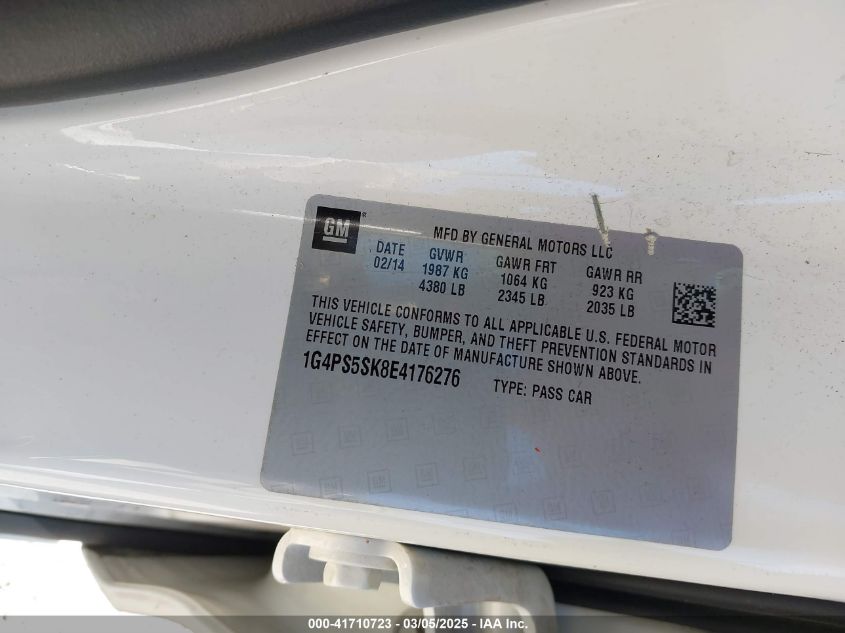 GM®
MFD BY GENERAL MOTORS LLC
DATE GVWR GAWR FRT GAWR RR
02/14 1987 KG 1064 KG 923 KG
4380 LB 2345 LB 2035 LB
THIS VEHICLE CONFORMS TO ALL APPLICABLE U.S. FEDERAL MOTOR
VEHICLE SAFETY, BUMPER, AND THEFT PREVENTION STANDARDS IN
EFFECT ON THE DATE OF MANUFACTURE SHOWN ABOVE.
1G4PS5SK8E4176276 TYPE: PASS CAR
000-41710723 - 03/05/2025 - IAA Inc.